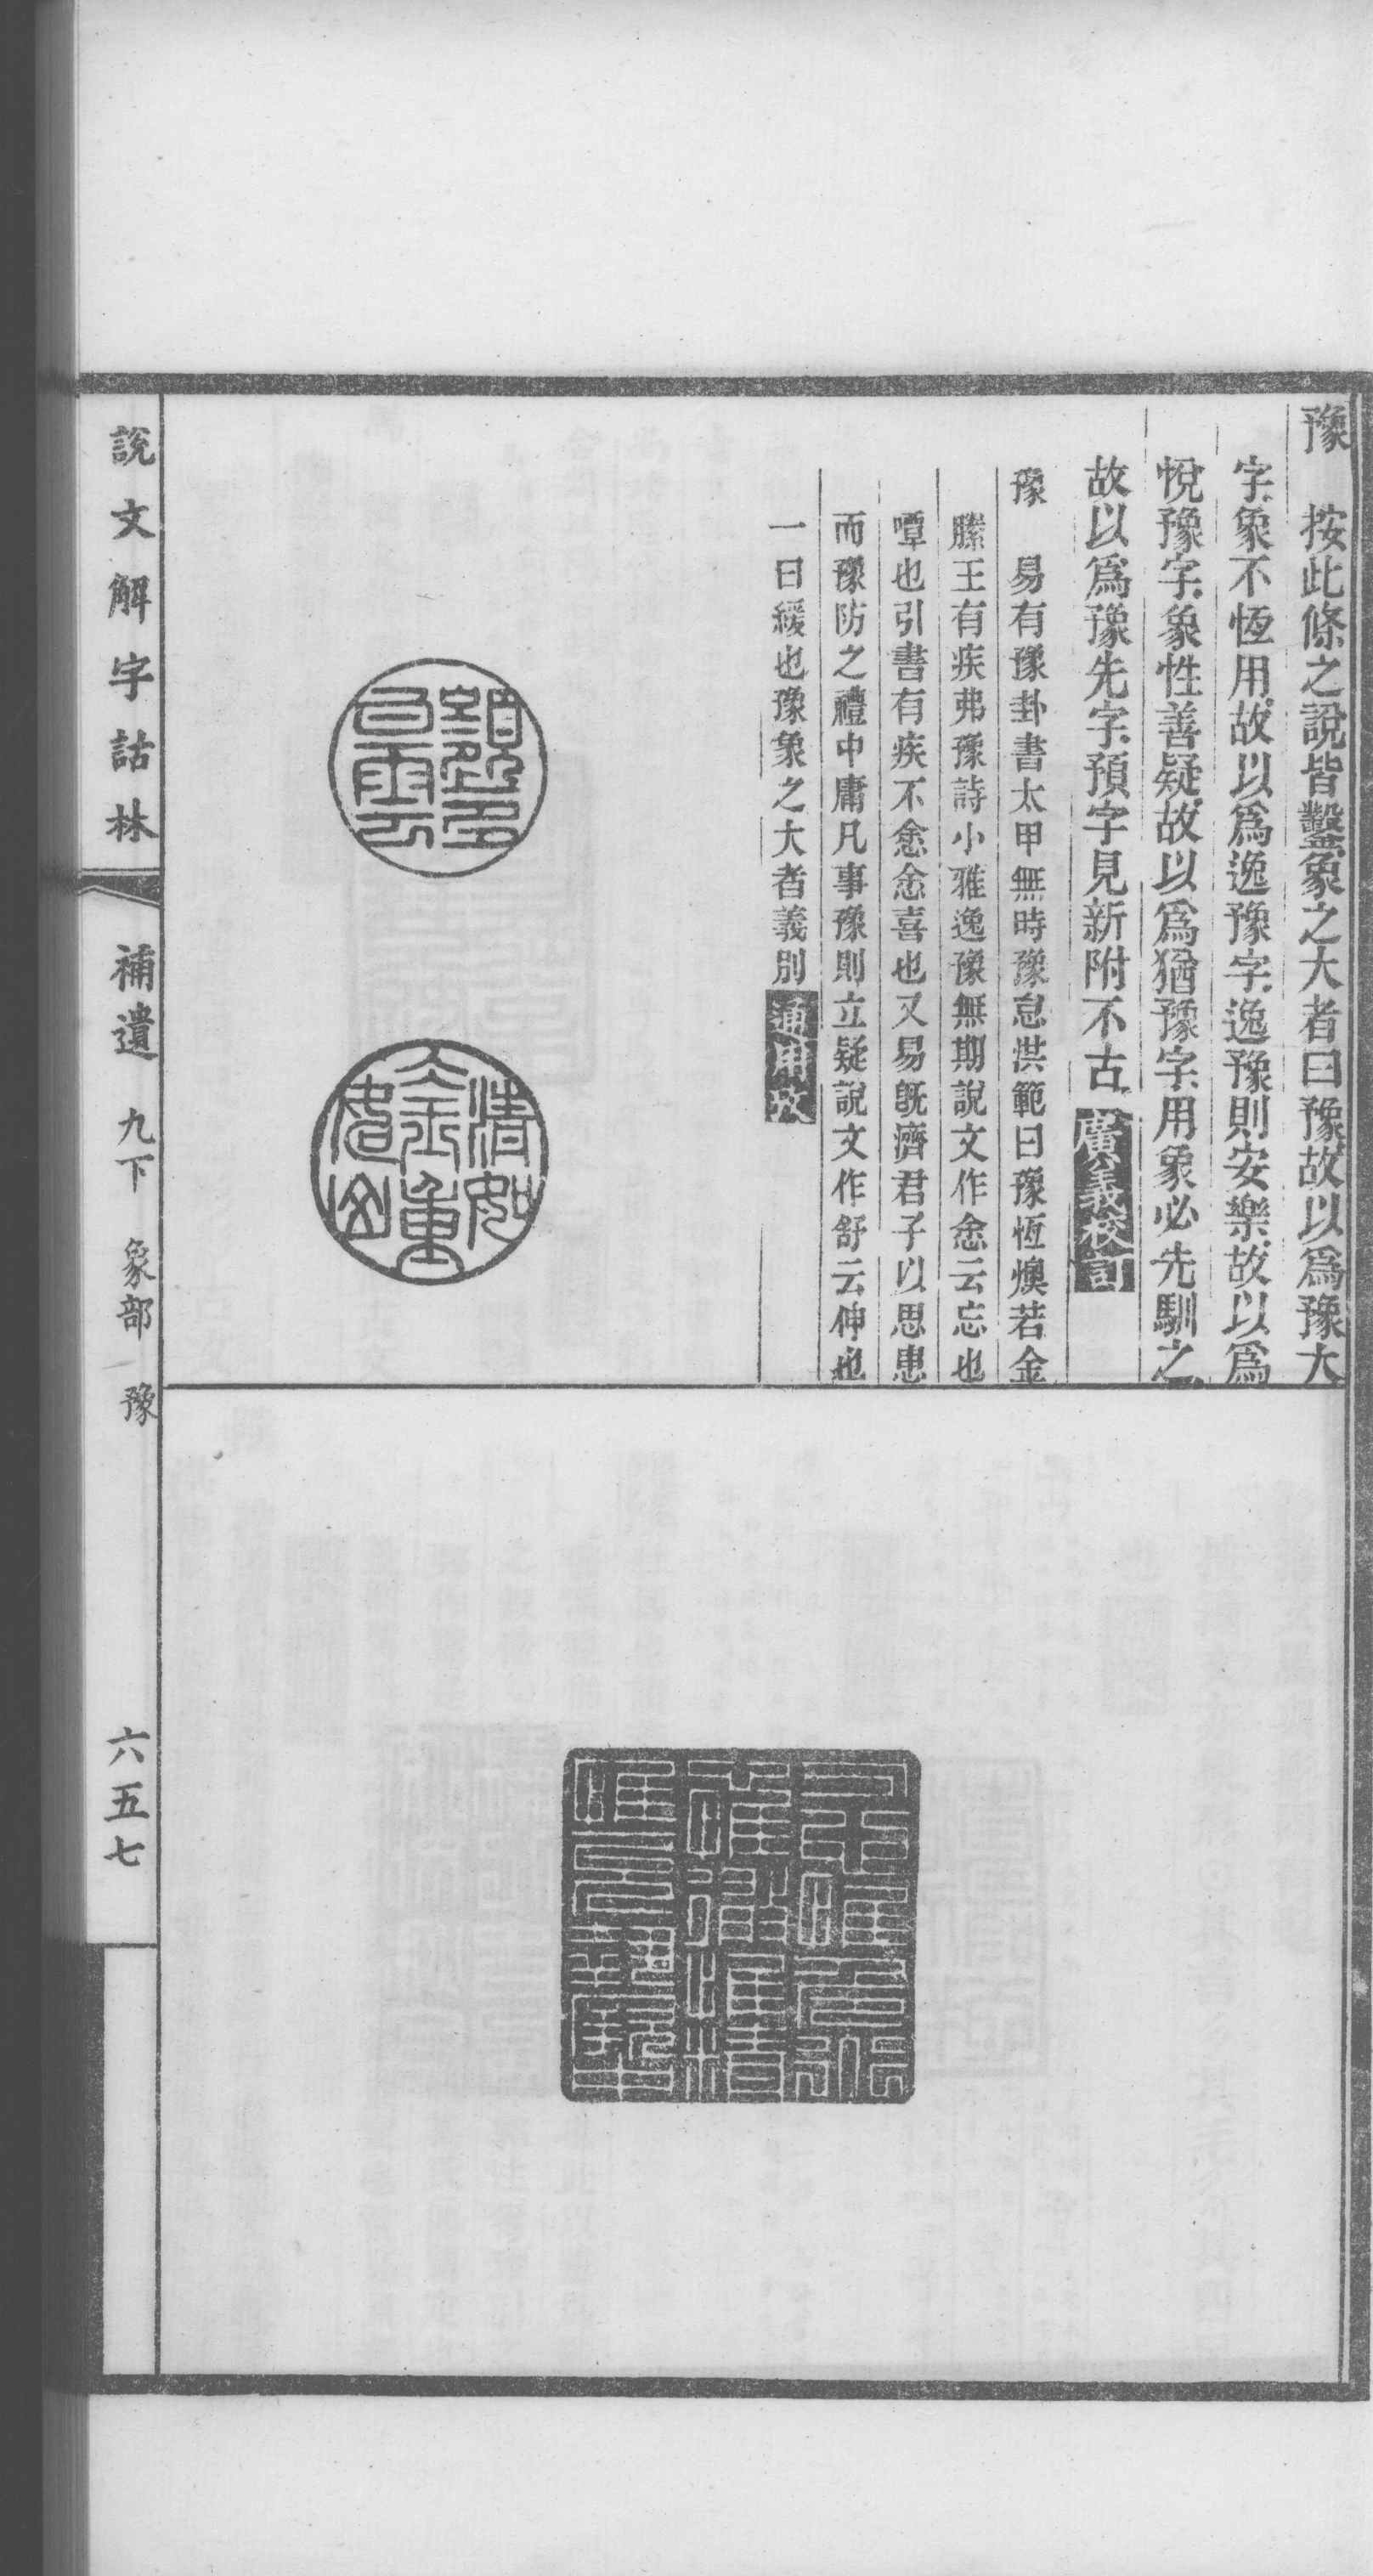 豫　按此條之說皆鑿象之大者曰豫故以爲豫大
字象不恆用故以爲逸豫字逸豫則安樂故以爲
悅豫字象性善疑故以爲猶豫字用象必先馴之
故以爲豫先字預字見新附不古 廣義校訂
豫　易有豫卦書太甲無時豫怠洪範曰豫恆燠若金
縢王有疾弗豫詩小雅逸豫無期說文作悆云忘也
嘾也引書有疾不悆悆喜也又易旣濟君子以思患
而豫防之禮中庸凡事豫則立疑說文作舒云伸也
一曰緩也豫象之大者義別 通用攷
說文解字詁林
補遺 九下 象部 豫
六五七